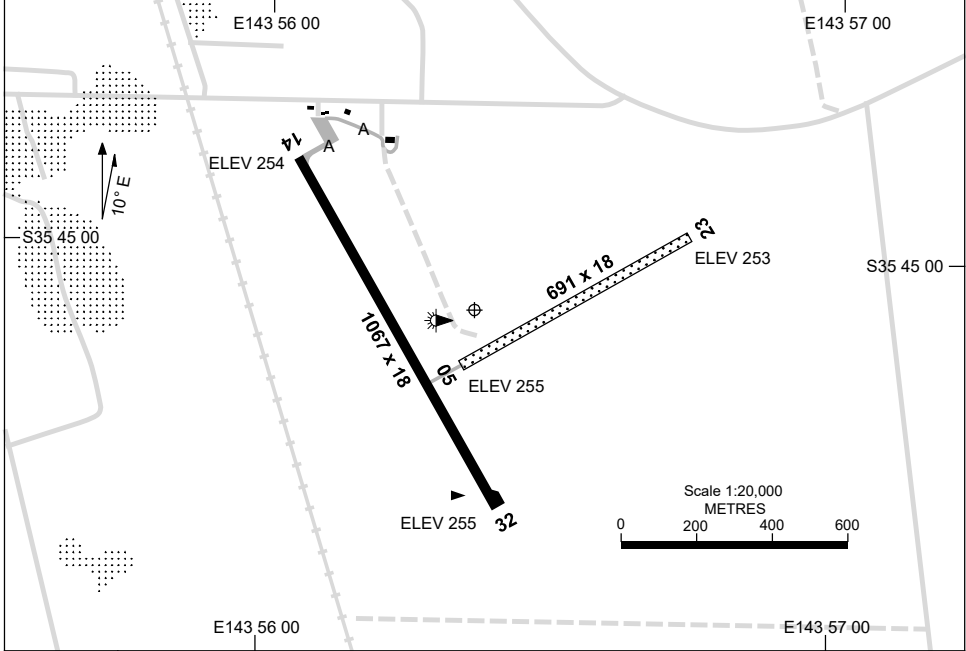 E143 56 00
E143 57 00
A
A
14
ELEV 254
10° E
S35 45 00
23
ELEV 253
S35 45 00
691 x 18
1067 x 18
05
ELEV 255
ELEV 255
32
Scale 1:20,000
METRES
0 200 400 600
E143 56 00
E143 57 00